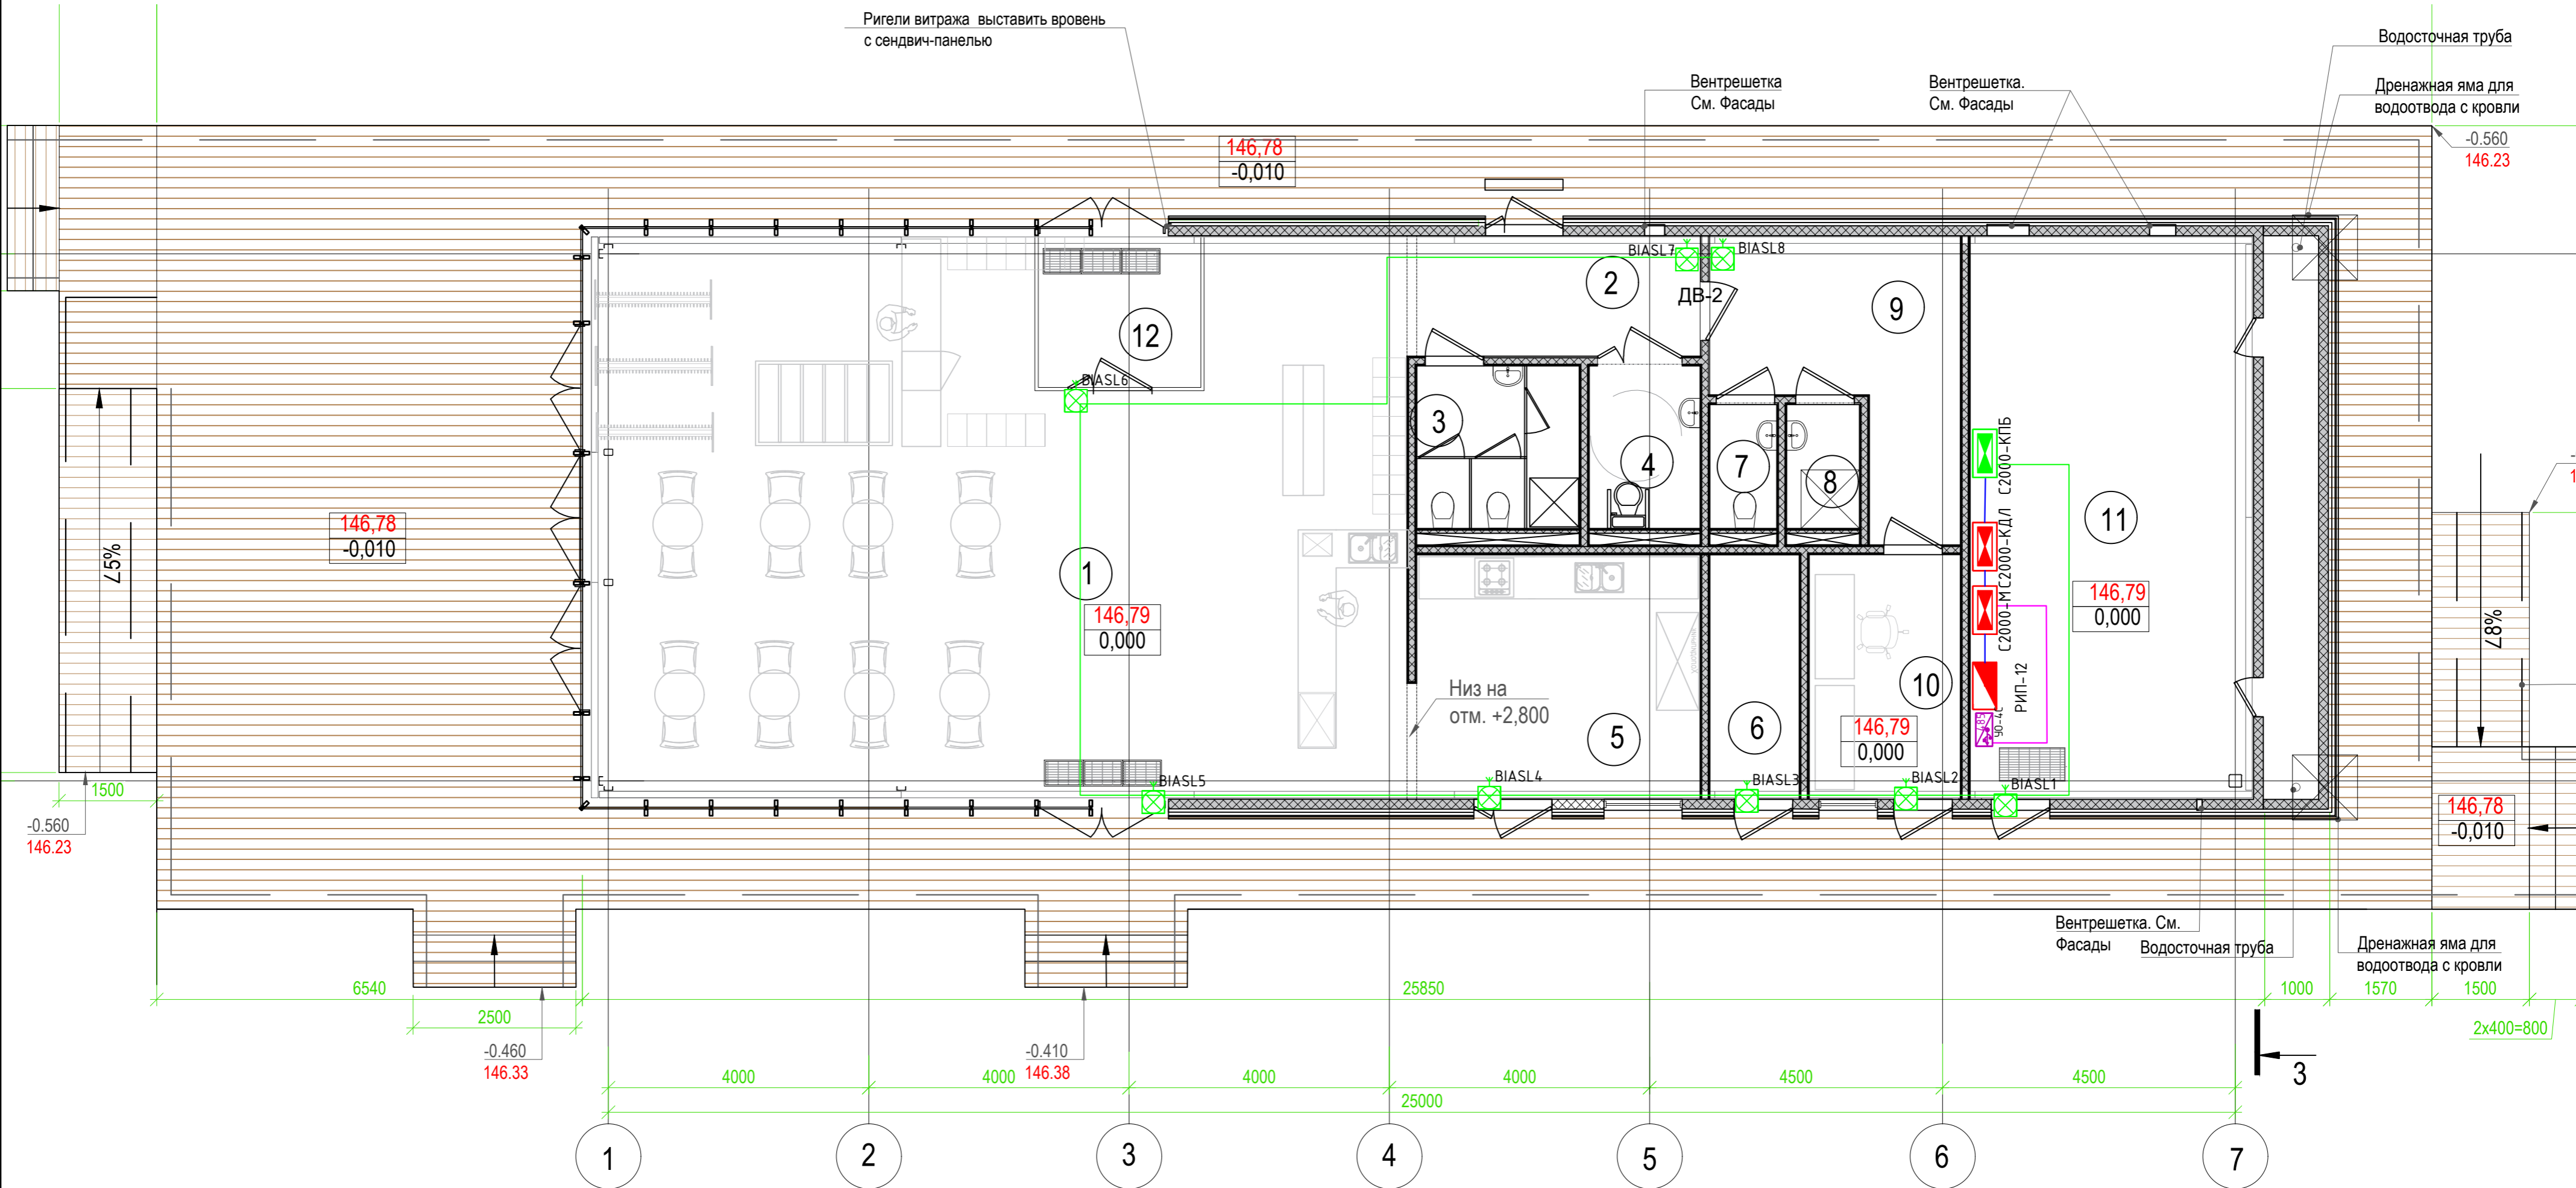 Ригели витража выставить вровень
с сендвич-панелью
Водосточная труба
Вентрешетка
См. Фасады
Вентрешетка.
См. Фасады
Дренажная яма для
водоотвода с кровли
-0.560
146.23
146,78
-0,010
BIASL7
BIASL8
2
ДВ-2
9
12
BIASL6
3
4
7
8
С2000-КПБ
11
146,78
-0,010
∠5%
С2000-КДЛ
1
146,79
0,000
С2000-М
146,79
0,000
∠8%
Низ на
отм. +2,800
10
РИП-12
5
6
146,79
0,000
УО-4С
BIASL5
BIASL4
BIASL3
BIASL2
BIASL1
1500
-0.560
146.23
146,78
-0,010
Вентрешетка. См.
Фасады
Водосточная труба
Дренажная яма для
водоотвода с кровли
6540
25850
1000
1570
1500
2500
2x400=800
-0.460
146.33
-0.410
146.38
3
4000
4000
4000
4000
4500
4500
25000
1
2
3
4
5
6
7